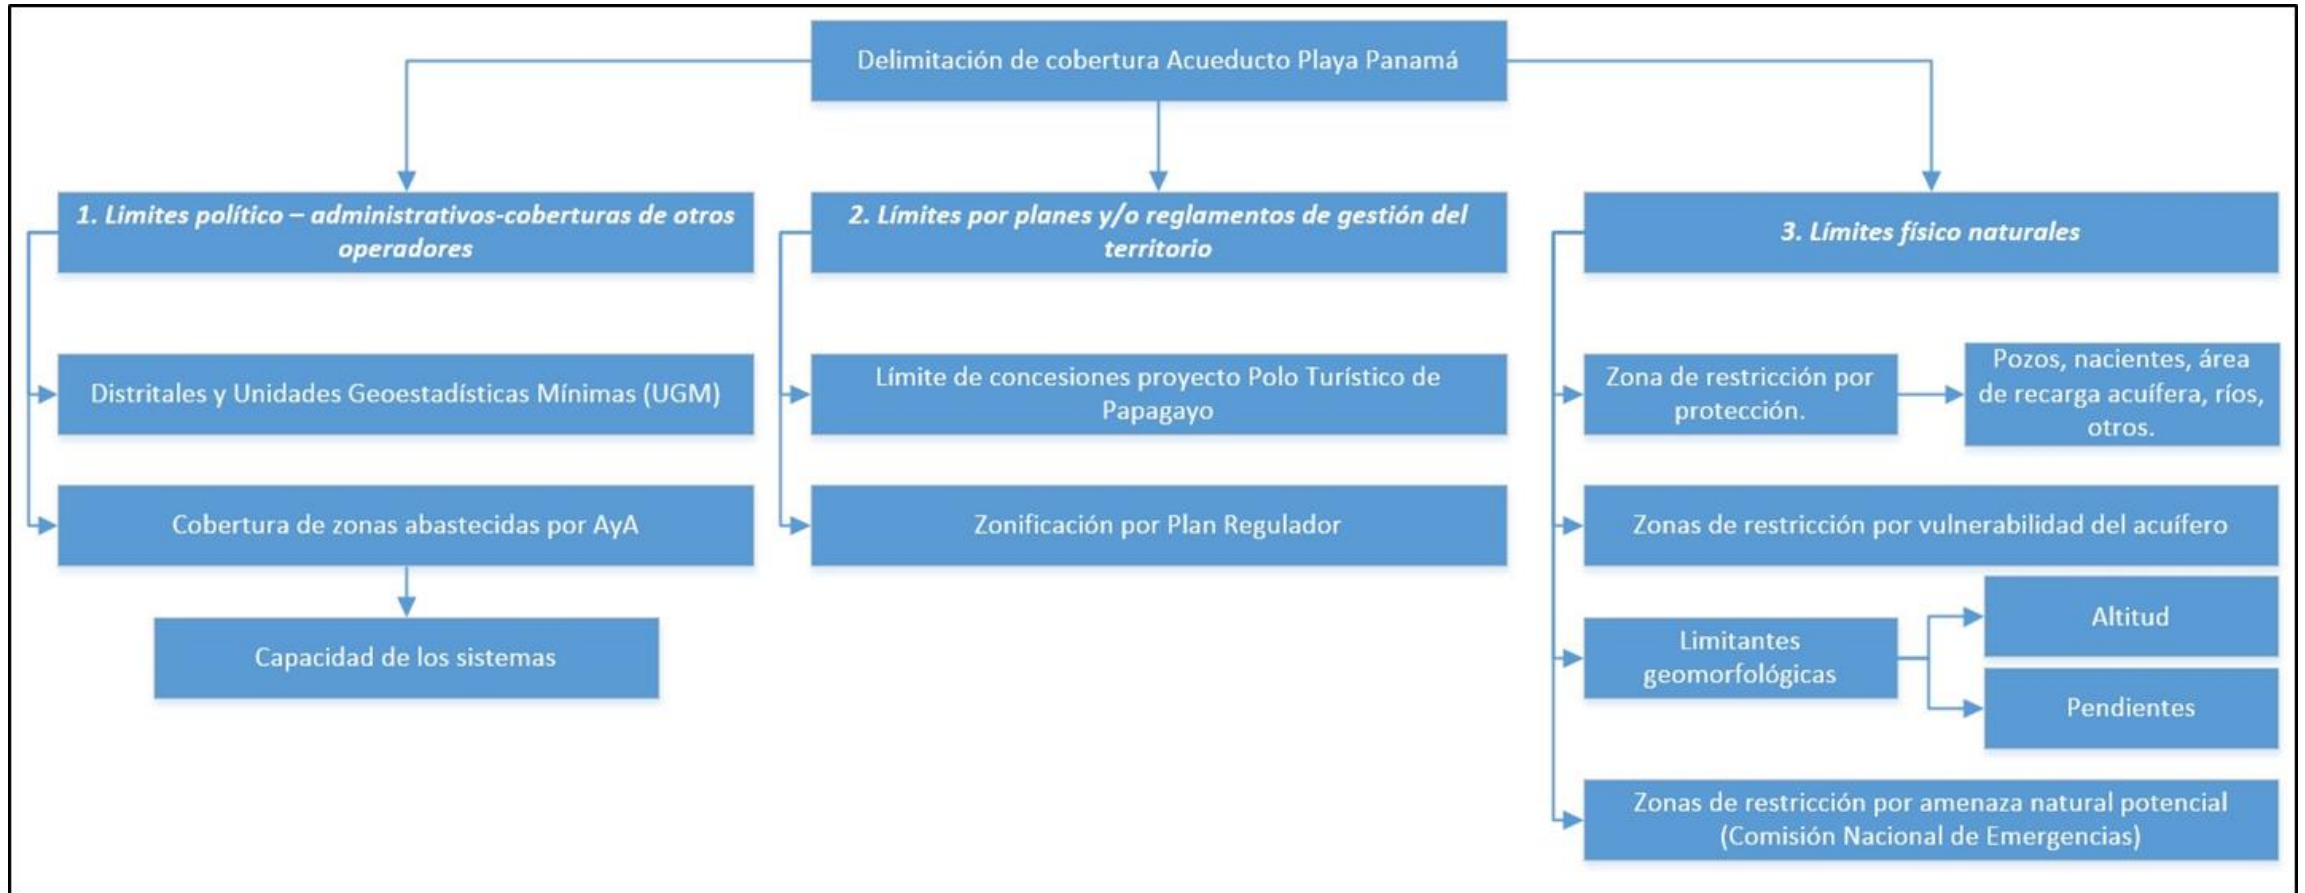 Delimitación de cobertura Acueducto Playa Panamá
1. Limites político – administrativos-coberturas de otros
operadores
2. Límites por planes y/o reglamentos de gestión del
territorio
3. Límites físico naturales
Distritales y Unidades Geoestadísticas Mínimas (UGM)
Cobertura de zonas abastecidas por AyA
Capacidad de los sistemas
Límite de concesiones proyecto Polo Turístico de
Papagayo
Zonificación por Plan Regulador
Zona de restricción por
protección.
Pozos, nacientes, área
de recarga acuífera, ríos,
otros.
Zonas de restricción por vulnerabilidad del acuífero
Limitantes
geomorfológicas
Altitud
Pendientes
Zonas de restricción por amenaza natural potencial
(Comisión Nacional de Emergencias)